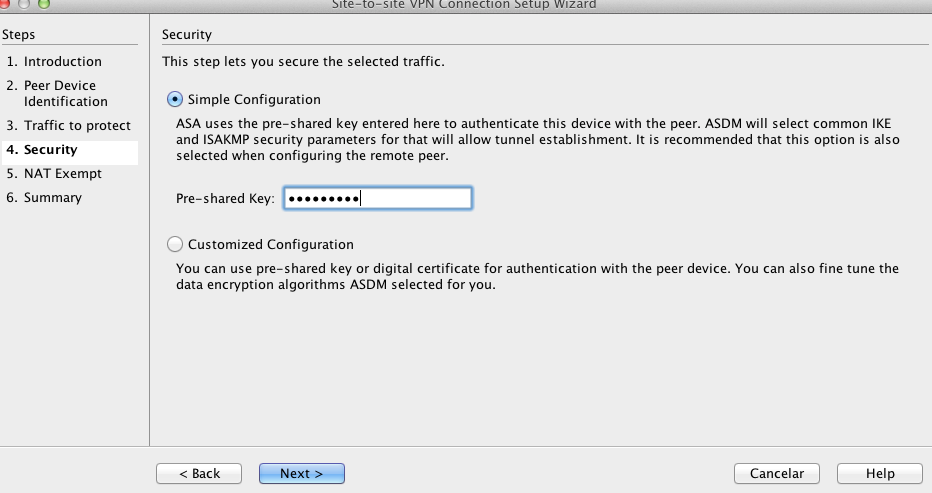 Site-to-site VPN Connection Setup Wizard
Steps
1. Introduction
2. Peer Device
Identification
3. Traffic to protect
4. Security
5. NAT Exempt
6. Summary
Security
This step lets you secure the selected traffic.
Simple Configuration
ASA uses the pre-shared key entered here to authenticate this device with the peer. ASDM will select common IKE
and ISAKMP security parameters for that will allow tunnel establishment. It is recommended that this option is also
selected when configuring the remote peer.
Pre-shared Key: •••••••••
Customized Configuration
You can use pre-shared key or digital certificate for authentication with the peer device. You can also fine tune the
data encryption algorithms ASDM selected for you.
< Back
Next >
Cancelar
Help